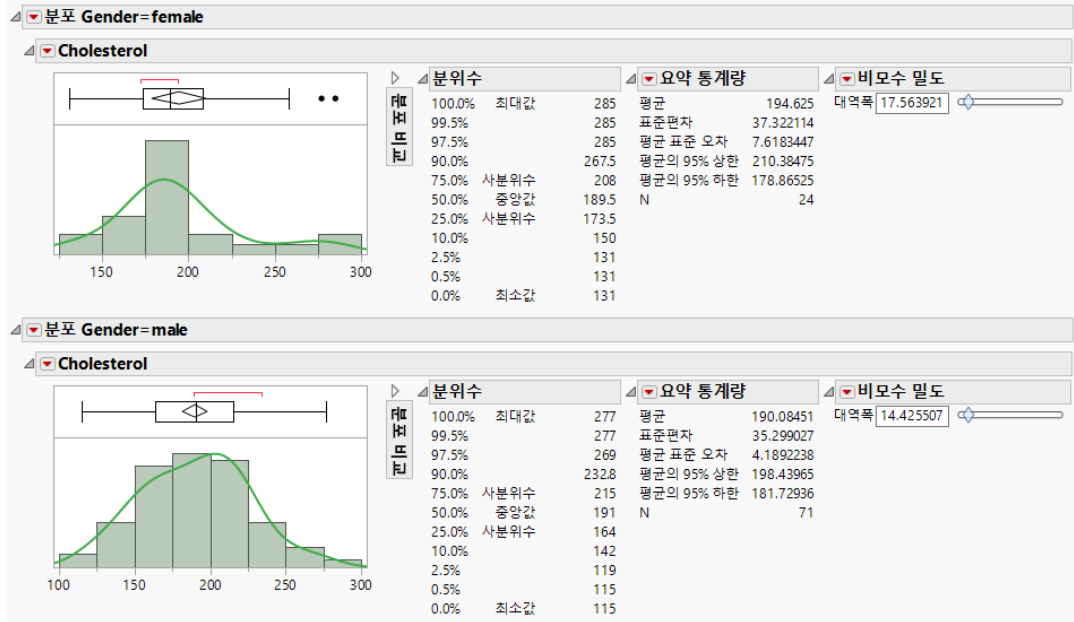 분포 Gender=female
Cholesterol
분포 비교
150 200 250 300
분위수
100.0% 최대값 285
99.5% 285
97.5% 285
90.0% 267.5
75.0% 사분위수 208
50.0% 중앙값 189.5
25.0% 사분위수 173.5
10.0% 150
2.5% 131
0.5% 131
0.0% 최소값 131
요약 통계량
평균 194.625
표준편차 37.322114
평균 표준 오차 7.6183447
평균의 95% 상한 210.38475
평균의 95% 하한 178.86525
N 24
비모수 밀도
대역폭 17.563921
분포 Gender=male
Cholesterol
분포 비교
100 150 200 250 300
분위수
100.0% 최대값 277
99.5% 277
97.5% 269
90.0% 232.8
75.0% 사분위수 215
50.0% 중앙값 191
25.0% 사분위수 164
10.0% 142
2.5% 119
0.5% 115
0.0% 최소값 115
요약 통계량
평균 190.08451
표준편차 35.299027
평균 표준 오차 4.1892238
평균의 95% 상한 198.43965
평균의 95% 하한 181.72936
N 71
비모수 밀도
대역폭 14.425507